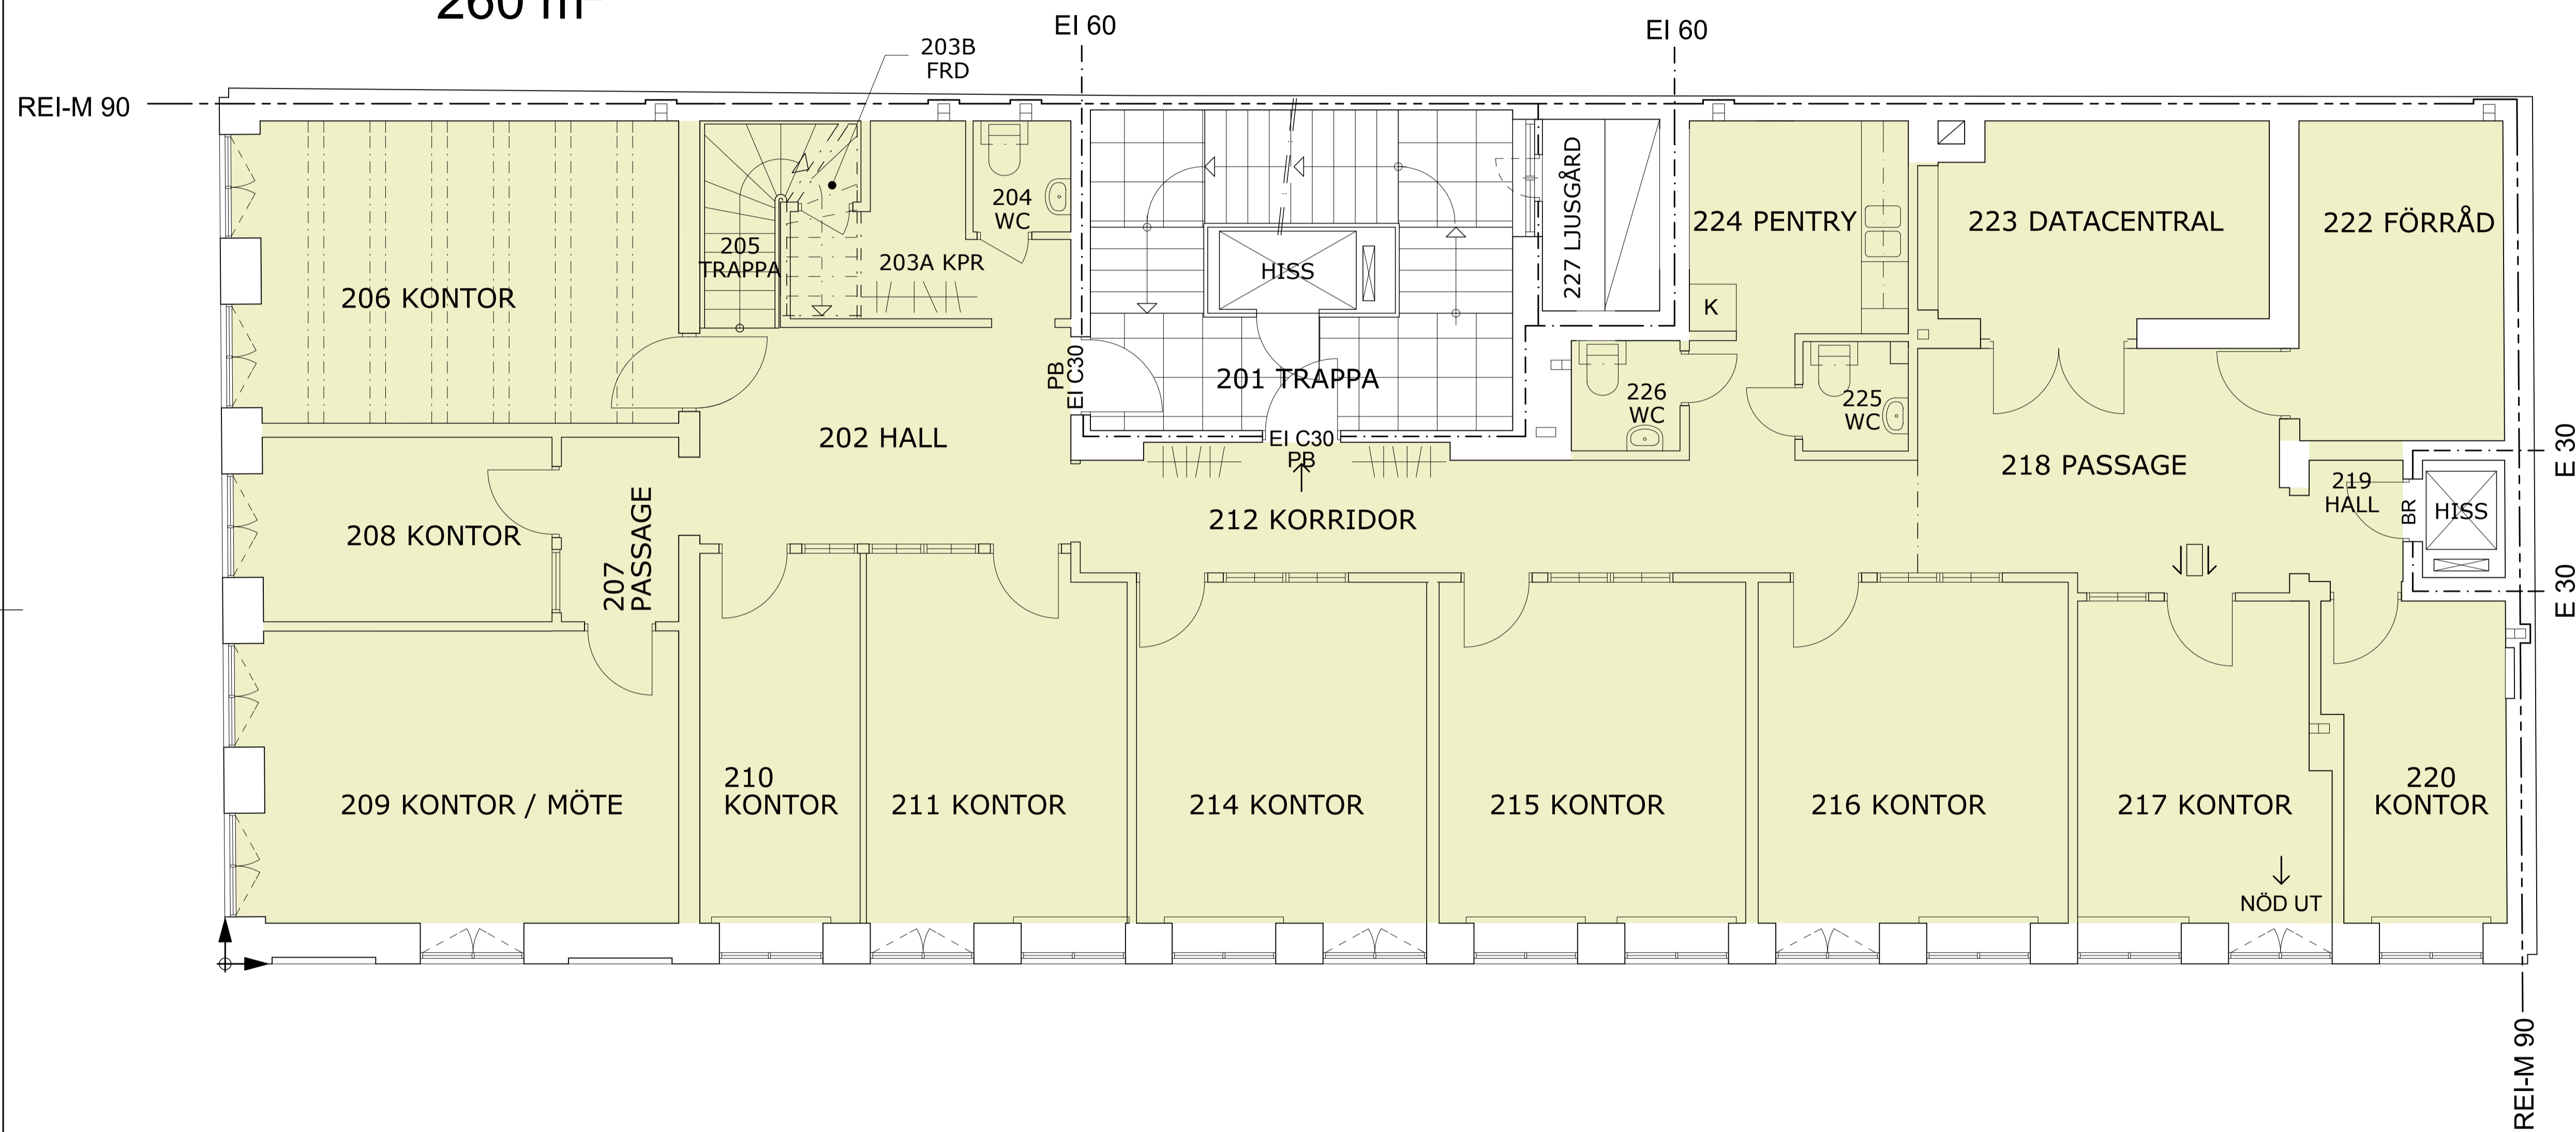 260 m²
EI 60
EI 60
203B
FRD
REI-M 90
204
WC
205
TRAPPA
203A KPR
206 KONTOR
HISS
227 LJUSGÅRD
224 PENTRY
K
223 DATACENTRAL
222 FÖRRÅD
PB
EI C30
201 TRAPPA
226
WC
225
WC
202 HALL
EI C30
PB
E 30
218 PASSAGE
219
HALL
BR
HISS
208 KONTOR
207
PASSAGE
212 KORRIDOR
E 30
209 KONTOR / MÖTE
210
KONTOR
211 KONTOR
214 KONTOR
215 KONTOR
216 KONTOR
217 KONTOR
220
KONTOR
NÖD UT
REI-M 90